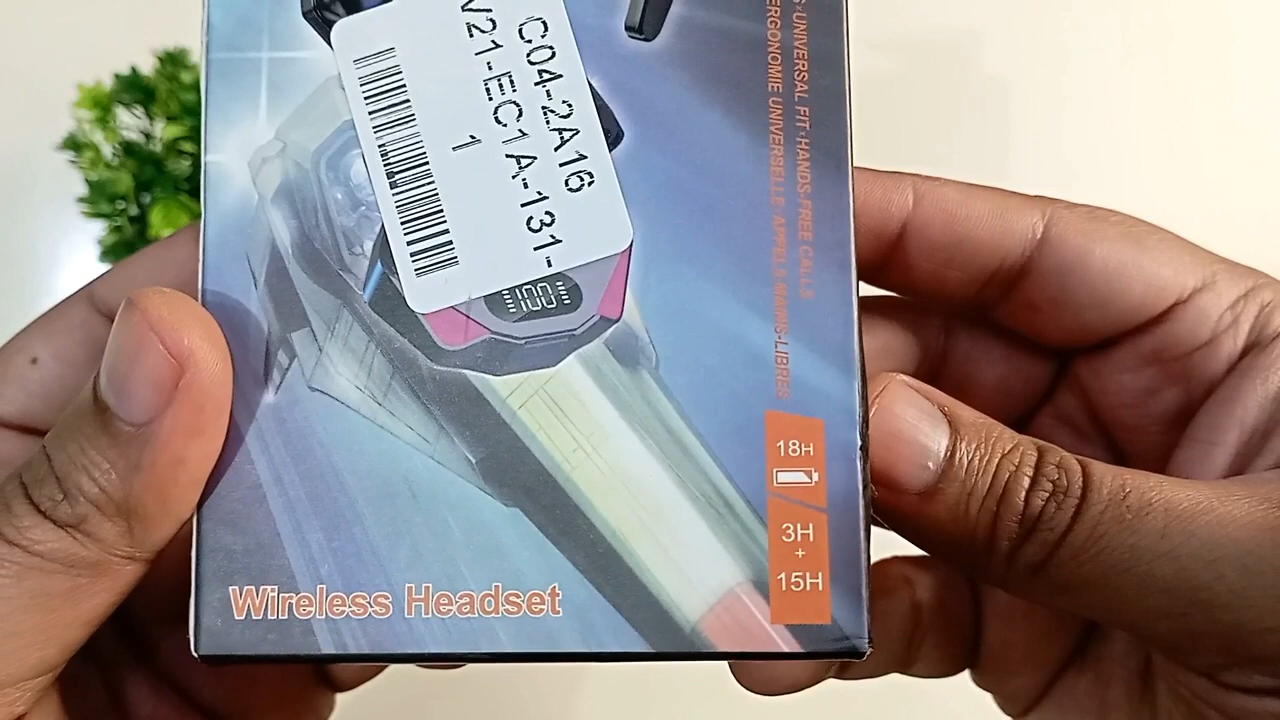 C04-2A16
V21-EC1A-131-
1
UNIVERSAL FIT•HANDS-FREE CALLS
ERGONOMIE UNIVERSELLE•APPELS MAINS-LIBRES
100
18H
3H
+
15H
Wireless Headset